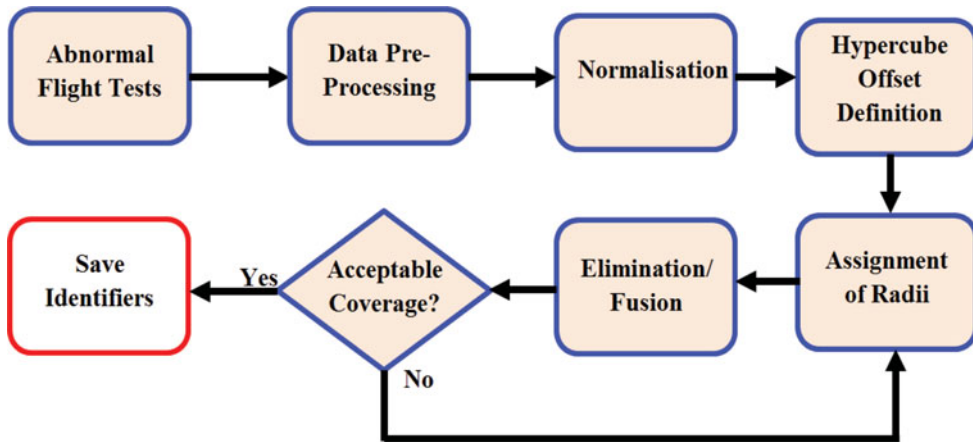 Abnormal
Flight Tests
Data Pre-
Processing
Normalisation
Hypercube
Offset
Definition
Assignment
of Radii
Elimination/
Fusion
Acceptable
Coverage?
Yes
No
Save
Identifiers